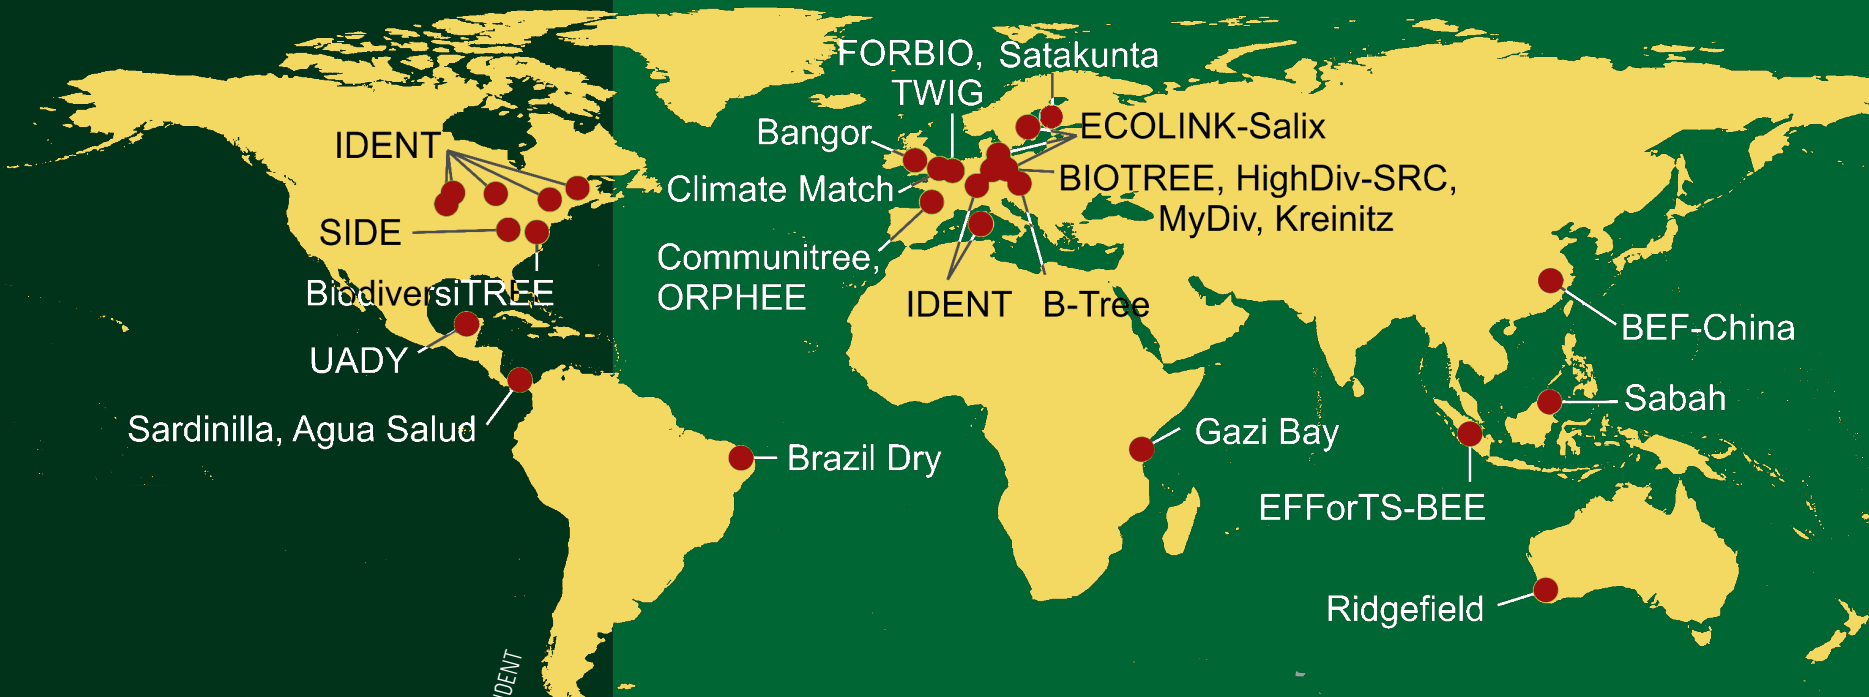 FORBIO, Satakunta
TWIG
Bangor
ECOLINK-Salix
IDENT
Climate Match
BIOTREE, HighDiv-SRC,
MyDiv, Kreinitz
SIDE
Communitree,
ORPHEE
BiodiversiTREE
IDENT
B-Tree
BEF-China
UADY
Sabah
Sardinilla, Agua Salud
Brazil Dry
Gazi Bay
EFForTS-BEE
Ridgefield
IDENT